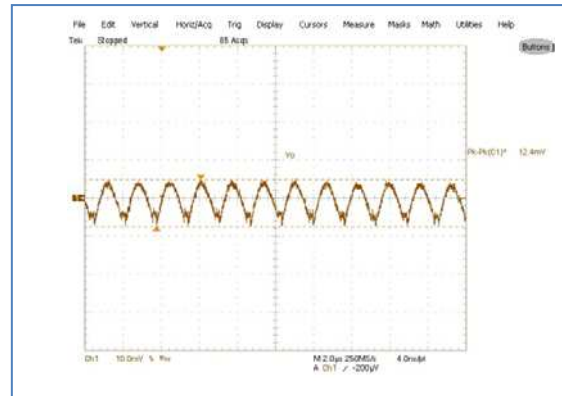 File Edit Vertical Horiz/Acq Trig Display Cursors Measure Masks Math Utilities Help
Tek Stopped 85 Acqs
Buttons
Vo
Pk-Pk(C1)* 12.4mV
Ch1 10.0mV
M 2.0µs 250MS/s 4.0ns/pt
A Ch1 / -200µV